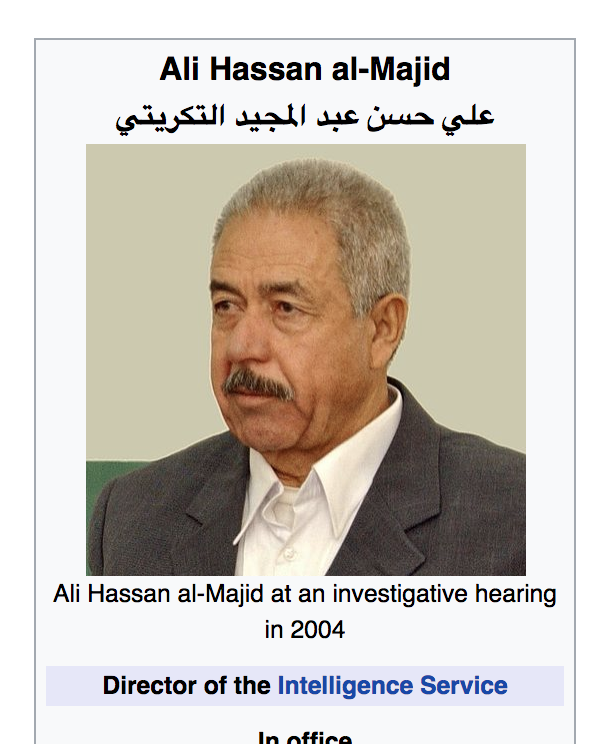 Ali Hassan al-Majid
علي حسن عبد المجيد التكريتي
Ali Hassan al-Majid at an investigative hearing
in 2004
Director of the Intelligence Service
In office